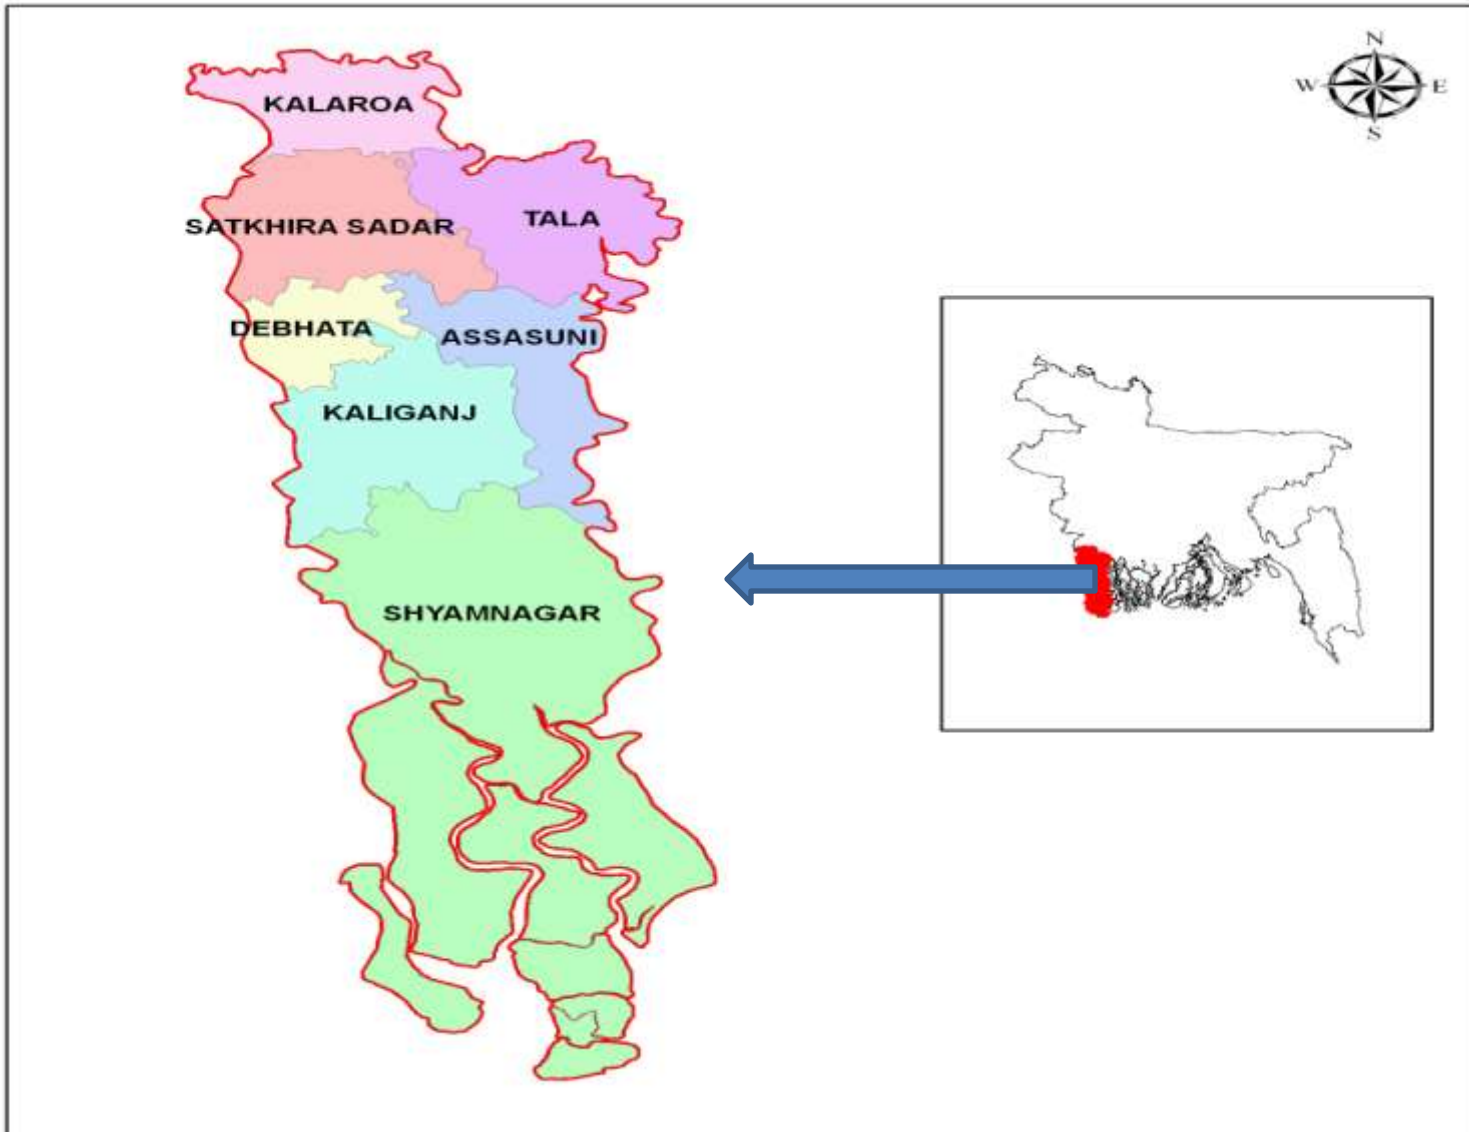 N
W E
S
KALAROA
SATKHIRA SADAR
TALA
DEBHATA
ASSASUNI
KALIGANJ
SHYAMNAGAR